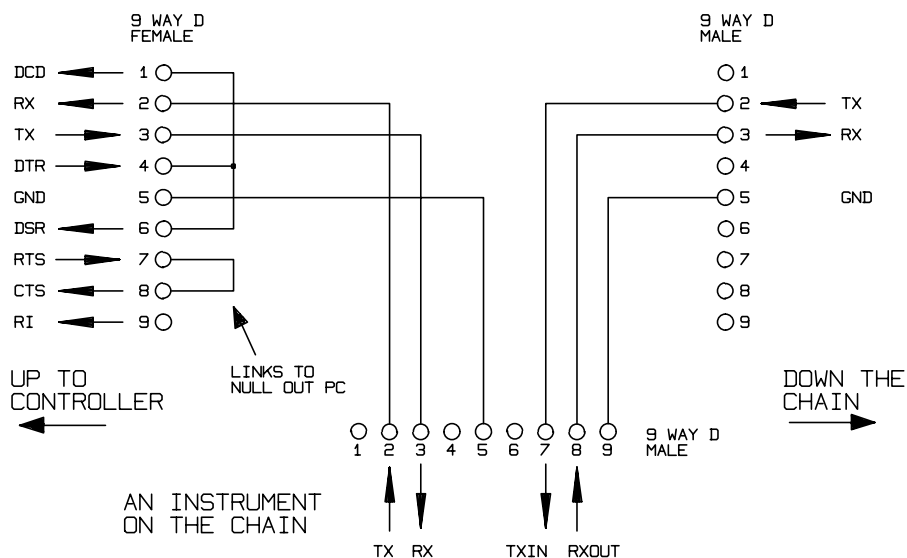 9 WAY D
FEMALE
9 WAY D
MALE
DCD 1
RX 2
TX 3
DTR 4
GND 5
DSR 6
RTS 7
CTS 8
RI 9
1
2 TX
3 RX
4
5 GND
6
7
8
9
LINKS TO
NULL OUT PC
UP TO
CONTROLLER
DOWN THE
CHAIN
1 2 3 4 5 6 7 8 9
9 WAY D
MALE
AN INSTRUMENT
ON THE CHAIN
TX RX TXIN RXOUT